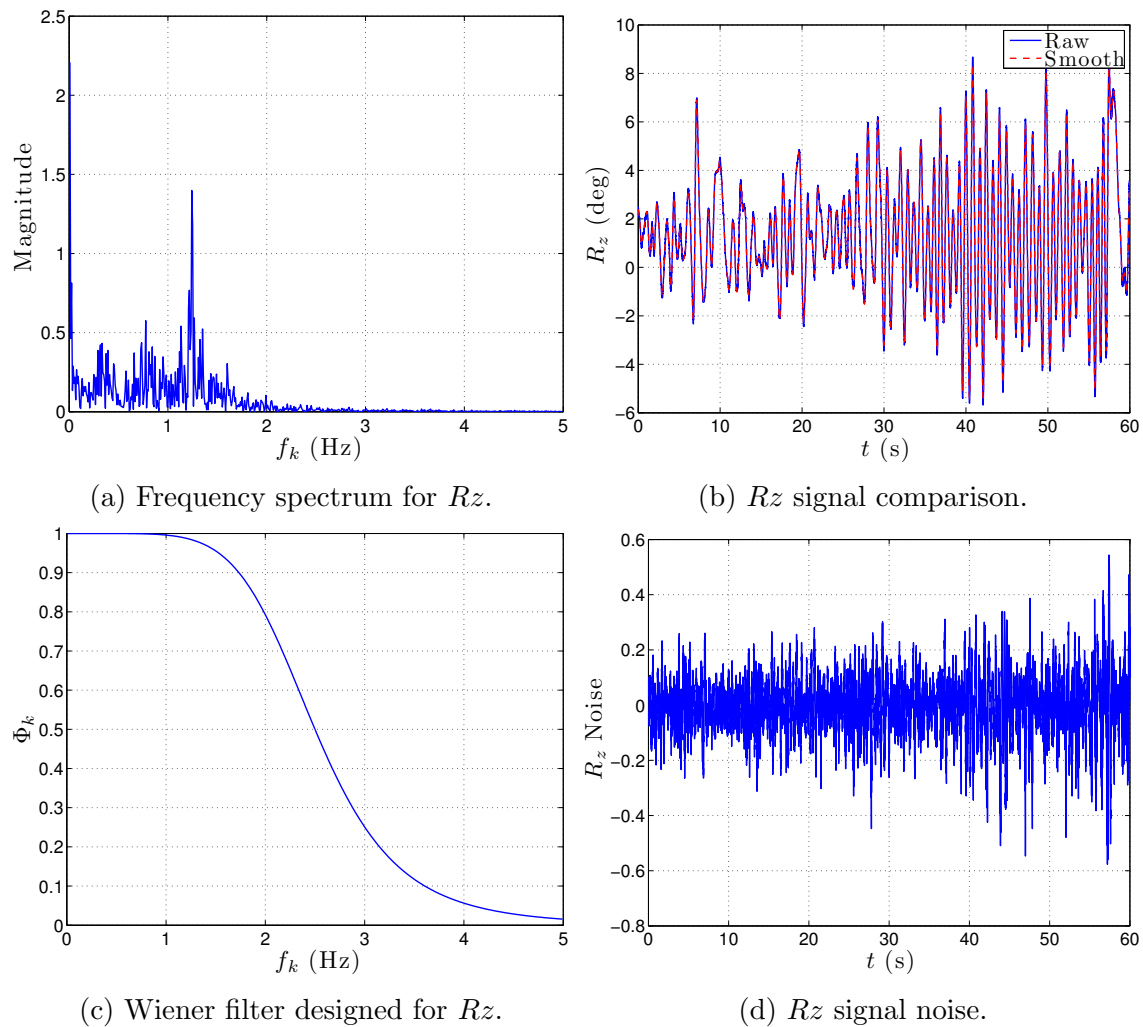 2.5
2
1.5
1
0.5
0
Magnitude
0 1 2 3 4 5
f_k (Hz)
(a) Frequency spectrum for Rz.
10
8
6
4
2
0
−2
−4
−6
R_z (deg)
Raw
Smooth
0 10 20 30 40 50 60
t (s)
(b) Rz signal comparison.
1
0.9
0.8
0.7
0.6
0.5
0.4
0.3
0.2
0.1
0
Φ_k
0 1 2 3 4 5
f_k (Hz)
(c) Wiener filter designed for Rz.
0.6
0.4
0.2
0
−0.2
−0.4
−0.6
−0.8
R_z Noise
0 10 20 30 40 50 60
t (s)
(d) Rz signal noise.